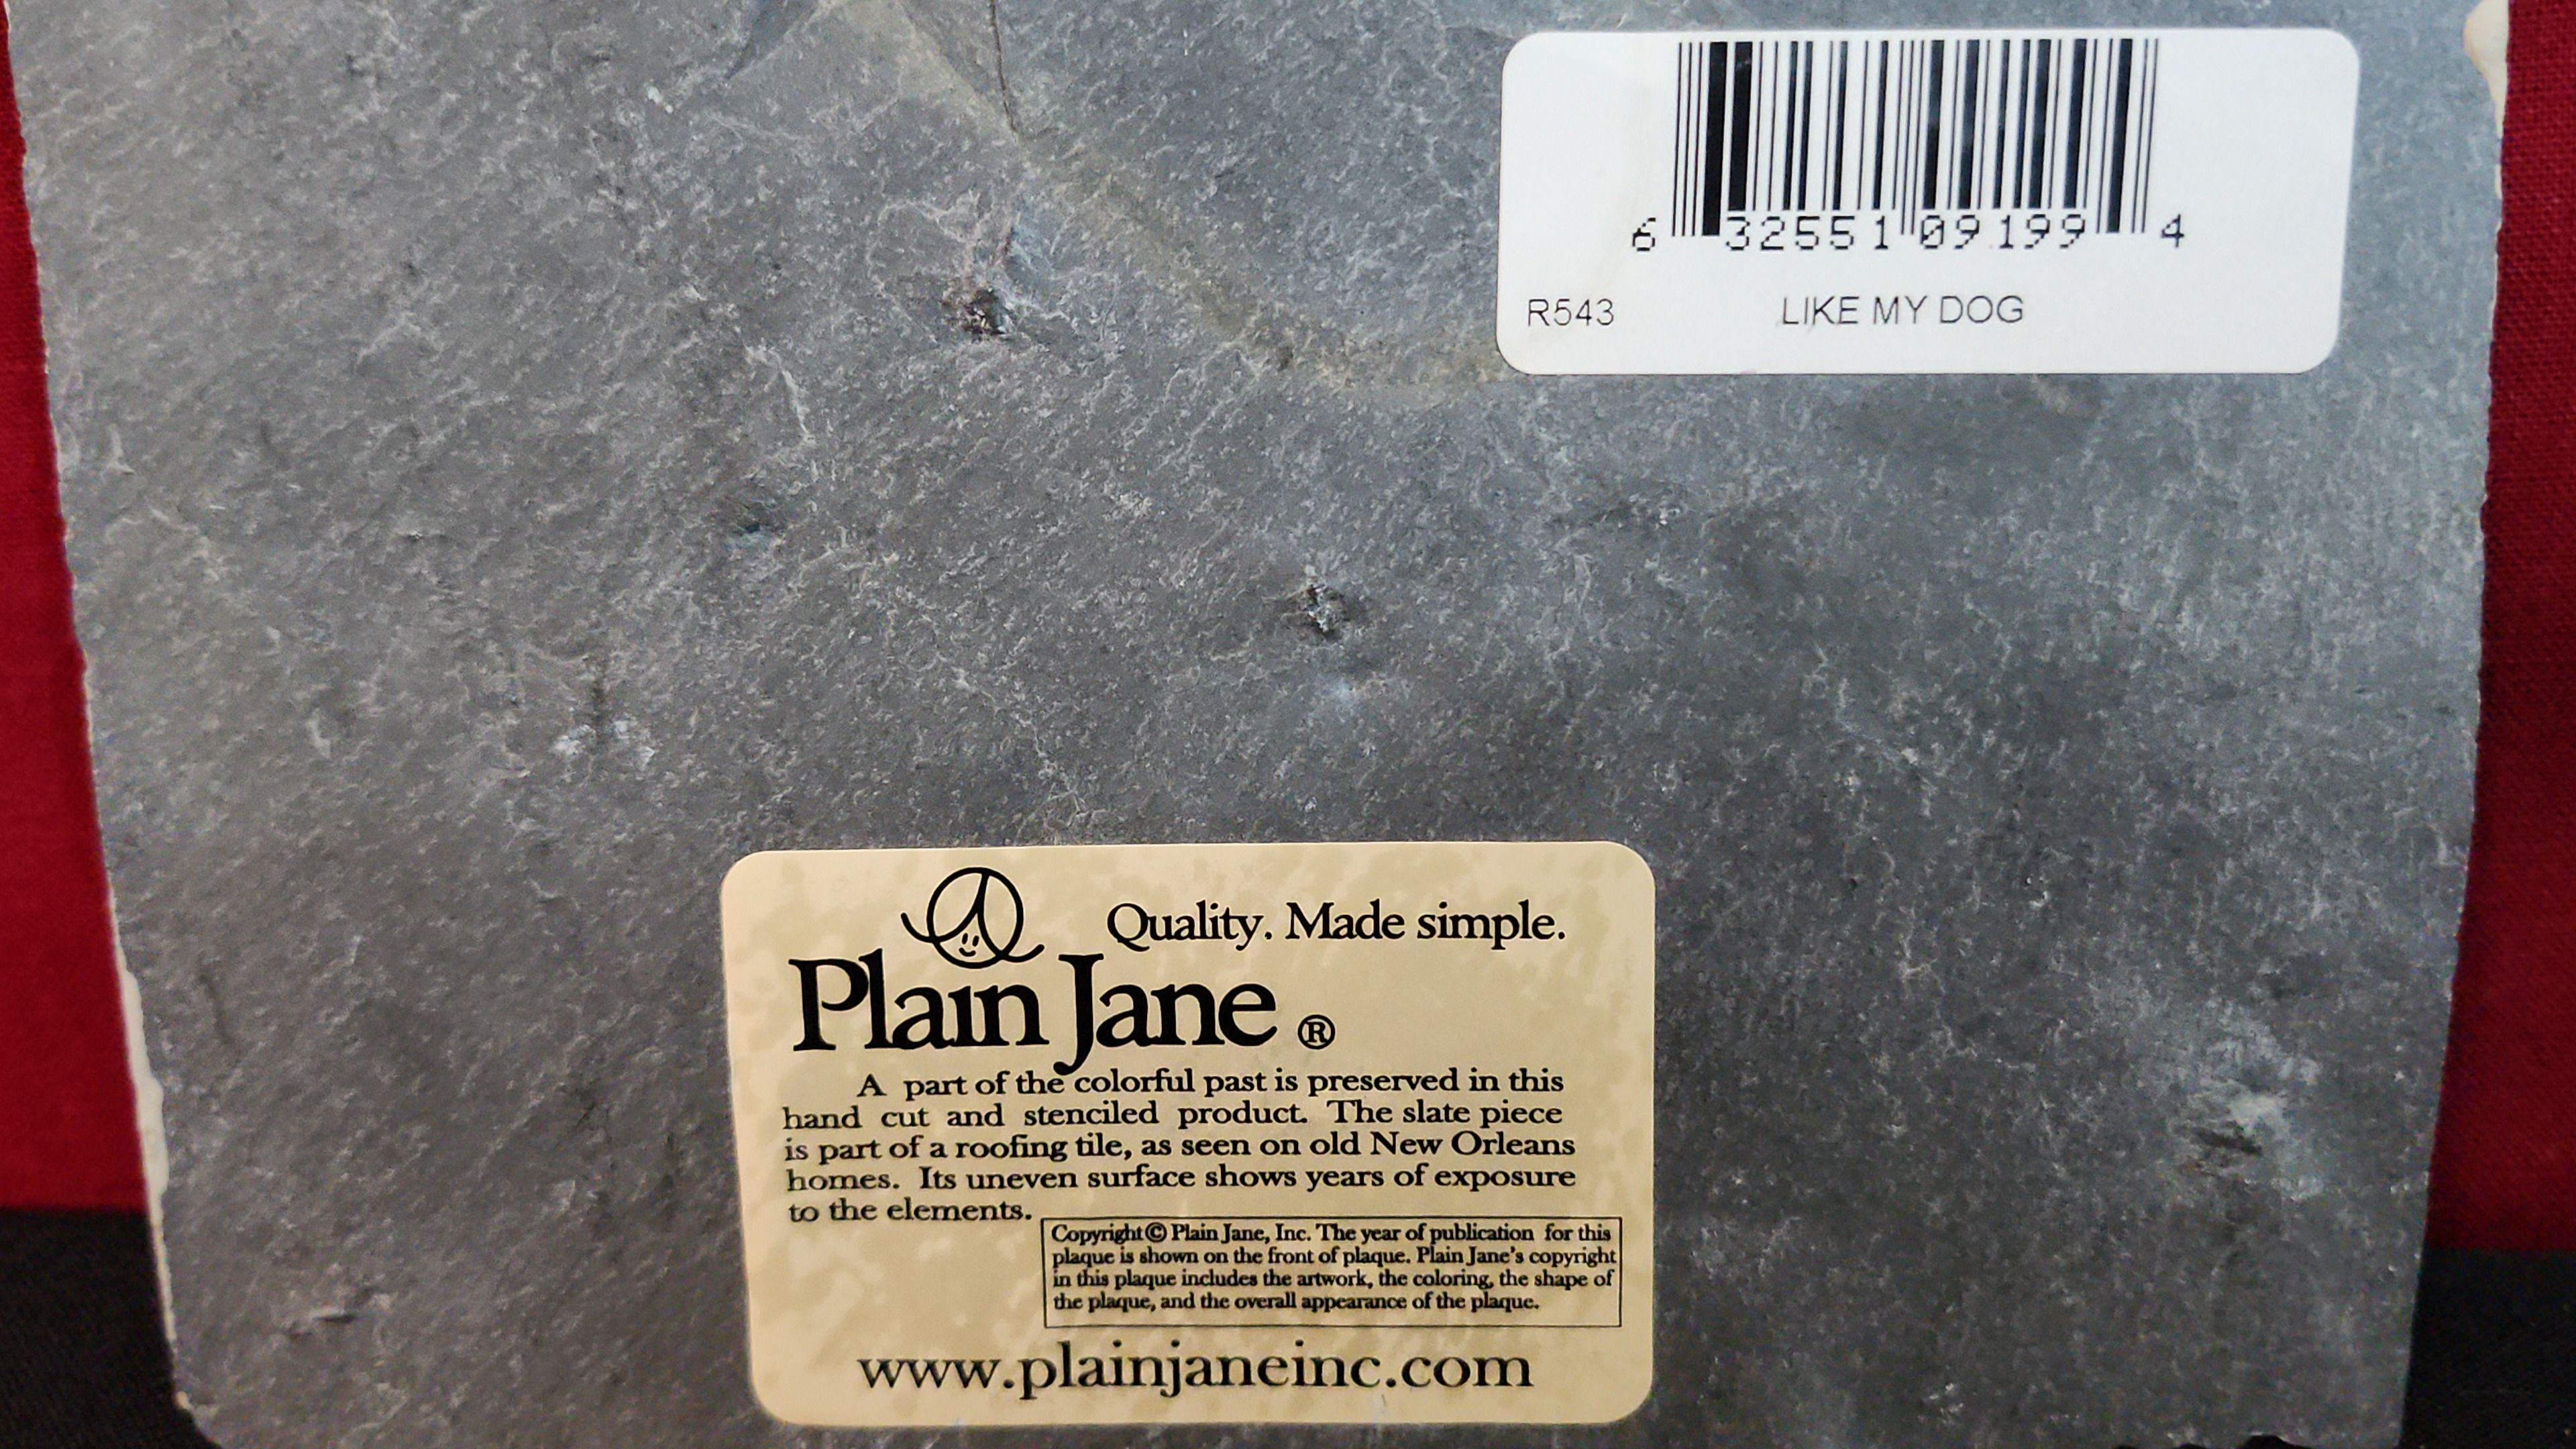 6 32551 09199 4
R543 LIKE MY DOG
Quality. Made simple.
Plain Jane ®
A part of the colorful past is preserved in this
hand cut and stenciled product. The slate piece
is part of a roofing tile, as seen on old New Orleans
homes. Its uneven surface shows years of exposure
to the elements.
Copyright © Plain Jane, Inc. The year of publication for this
plaque is shown on the front of plaque. Plain Jane's copyright
in this plaque includes the artwork, the coloring, the shape of
the plaque, and the overall appearance of the plaque.
www.plainjaneinc.com